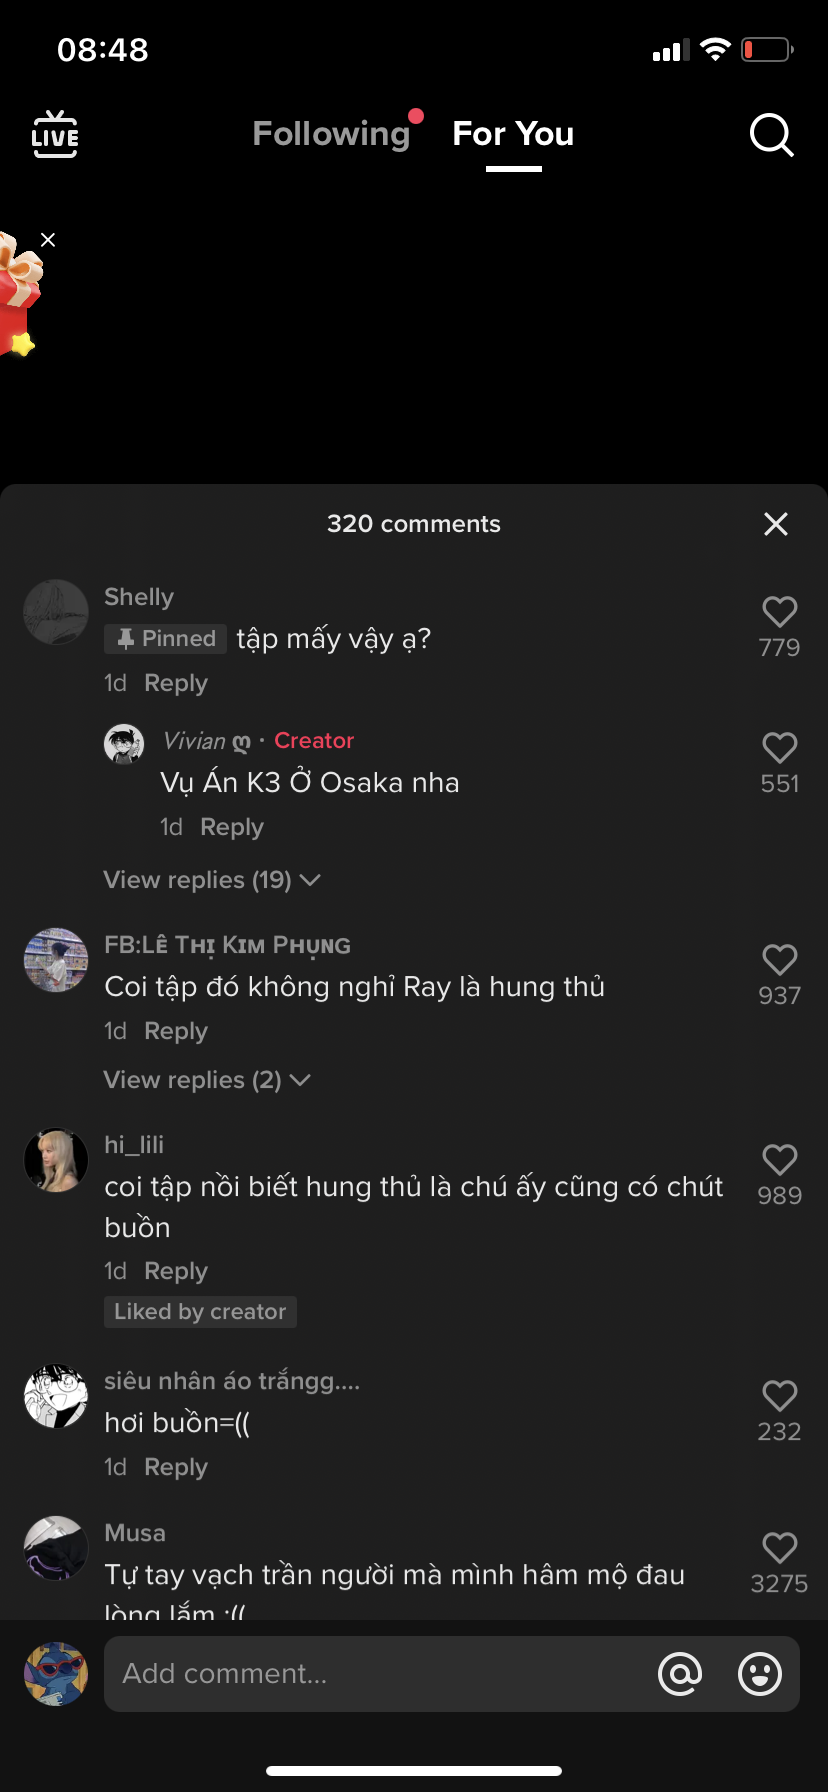 08:48
LIVE
Following
For You
320 comments
Shelly
Pinned tập mấy vậy ạ?
779
1d Reply
Vivian ღ · Creator
Vụ Án K3 Ở Osaka nha
551
1d Reply
View replies (19)
FB:Lê Thị Kim Phụng
Coi tập đó không nghỉ Ray là hung thủ
937
1d Reply
View replies (2)
hi_lili
coi tập nồi biết hung thủ là chú ấy cũng có chút
buồn
989
1d Reply
Liked by creator
siêu nhân áo trắngg....
hơi buồn=((
232
1d Reply
Musa
Tự tay vạch trần người mà mình hâm mộ đau
lòng lắm :((
3275
Add comment...